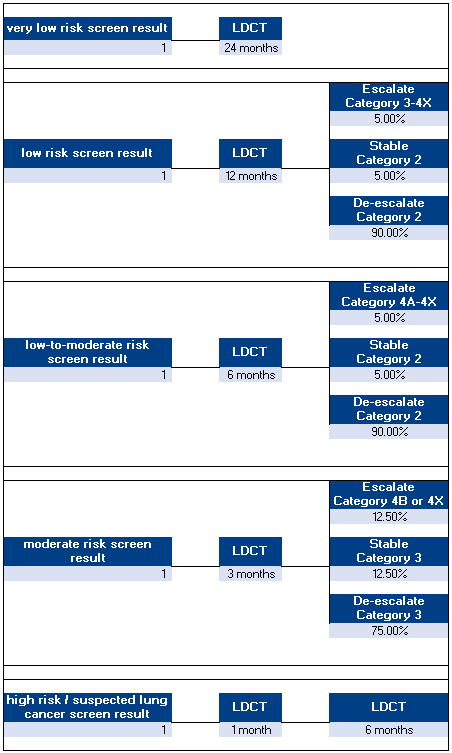 very low risk screen result
LDCT
1
24 months
Escalate
Category 3-4X
5.00%
low risk screen result
LDCT
Stable
Category 2
1
12 months
5.00%
De-escalate
Category 2
90.00%
Escalate
Category 4A-4X
5.00%
low-to-moderate risk
screen result
LDCT
Stable
Category 2
1
6 months
5.00%
De-escalate
Category 2
90.00%
Escalate
Category 4B or 4X
12.50%
moderate risk screen
result
LDCT
Stable
Category 3
1
3 months
12.50%
De-escalate
Category 3
75.00%
high risk / suspected lung
cancer screen result
LDCT
LDCT
1
1 month
6 months